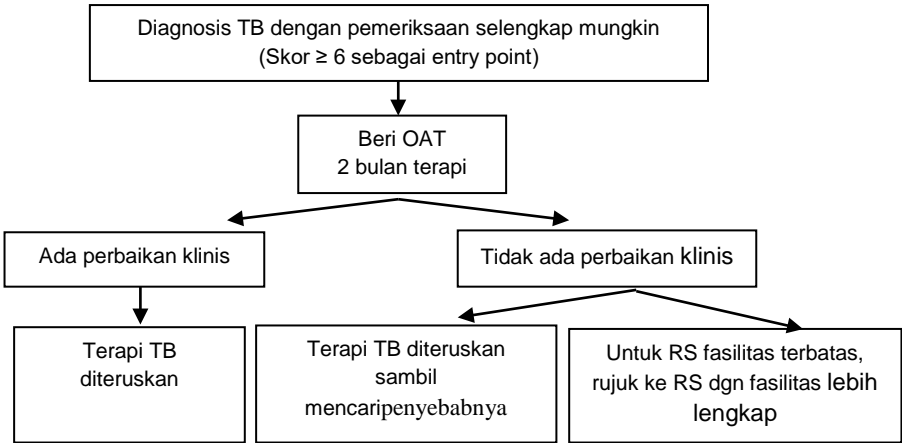 Diagnosis TB dengan pemeriksaan selengkap mungkin
(Skor ≥ 6 sebagai entry point)
Beri OAT
2 bulan terapi
Ada perbaikan klinis
Tidak ada perbaikan klinis
Terapi TB
diteruskan
Terapi TB diteruskan
sambil
mencaripenyebabnya
Untuk RS fasilitas terbatas,
rujuk ke RS dgn fasilitas lebih
lengkap